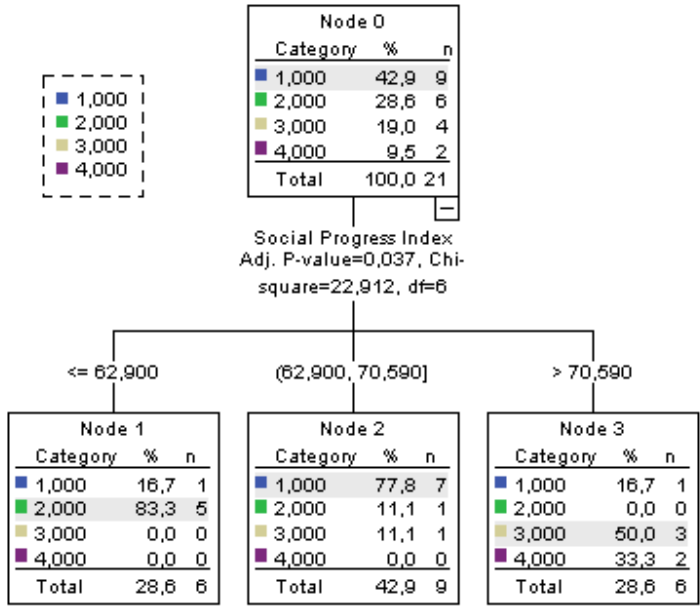 Node 0
Category % n
1,000 42,9 9
2,000 28,6 6
3,000 19,0 4
4,000 9,5 2
Total 100,0 21
1,000
2,000
3,000
4,000
Social Progress Index
Adj. P-value=0,037, Chi-
square=22,912, df=6
<= 62,900
(62,900, 70,590]
> 70,590
Node 1
Category % n
1,000 16,7 1
2,000 83,3 5
3,000 0,0 0
4,000 0,0 0
Total 28,6 6
Node 2
Category % n
1,000 77,8 7
2,000 11,1 1
3,000 11,1 1
4,000 0,0 0
Total 42,9 9
Node 3
Category % n
1,000 16,7 1
2,000 0,0 0
3,000 50,0 3
4,000 33,3 2
Total 28,6 6